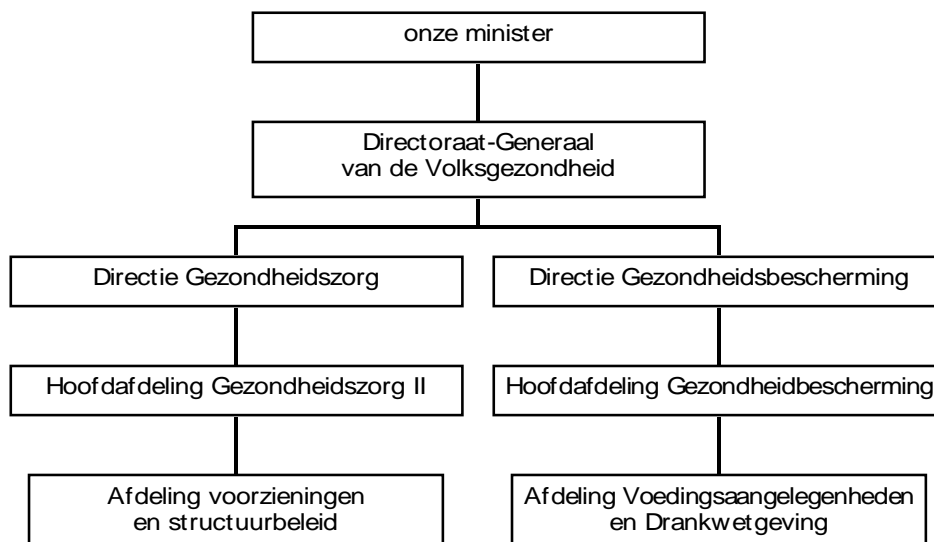 onze minister
Directoraat-Generaal
van de Volksgezondheid
Directie Gezondheidszorg
Directie Gezondheidsbescherming
Hoofdafdeling Gezondheidszorg II
Hoofdafdeling Gezondheidbescherming
Afdeling voorzieningen
en structuurbeleid
Afdeling Voedingsaangelegenheden
en Drankwetgeving